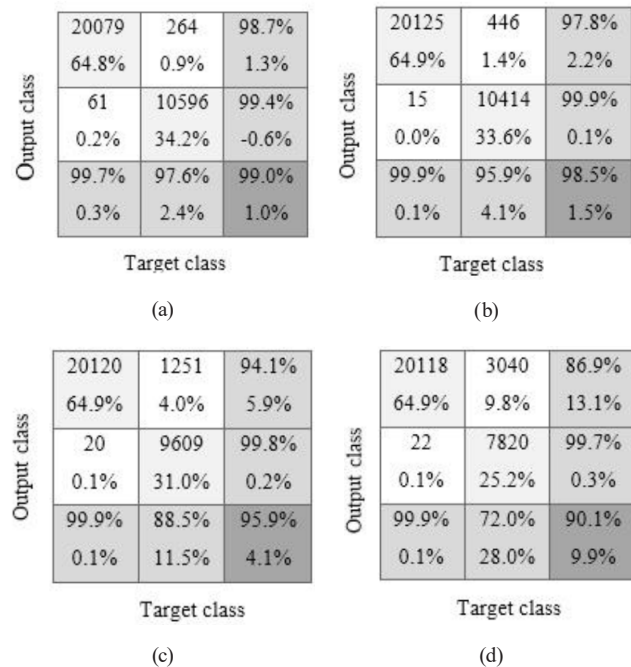 20079 264 98.7%
64.8% 0.9% 1.3%
61 10596 99.4%
0.2% 34.2% -0.6%
99.7% 97.6% 99.0%
0.3% 2.4% 1.0%
Output class
Target class
(a)
20125 446 97.8%
64.9% 1.4% 2.2%
15 10414 99.9%
0.0% 33.6% 0.1%
99.9% 95.9% 98.5%
0.1% 4.1% 1.5%
Output class
Target class
(b)
20120 1251 94.1%
64.9% 4.0% 5.9%
20 9609 99.8%
0.1% 31.0% 0.2%
99.9% 88.5% 95.9%
0.1% 11.5% 4.1%
Output class
Target class
(c)
20118 3040 86.9%
64.9% 9.8% 13.1%
22 7820 99.7%
0.1% 25.2% 0.3%
99.9% 72.0% 90.1%
0.1% 28.0% 9.9%
Output class
Target class
(d)